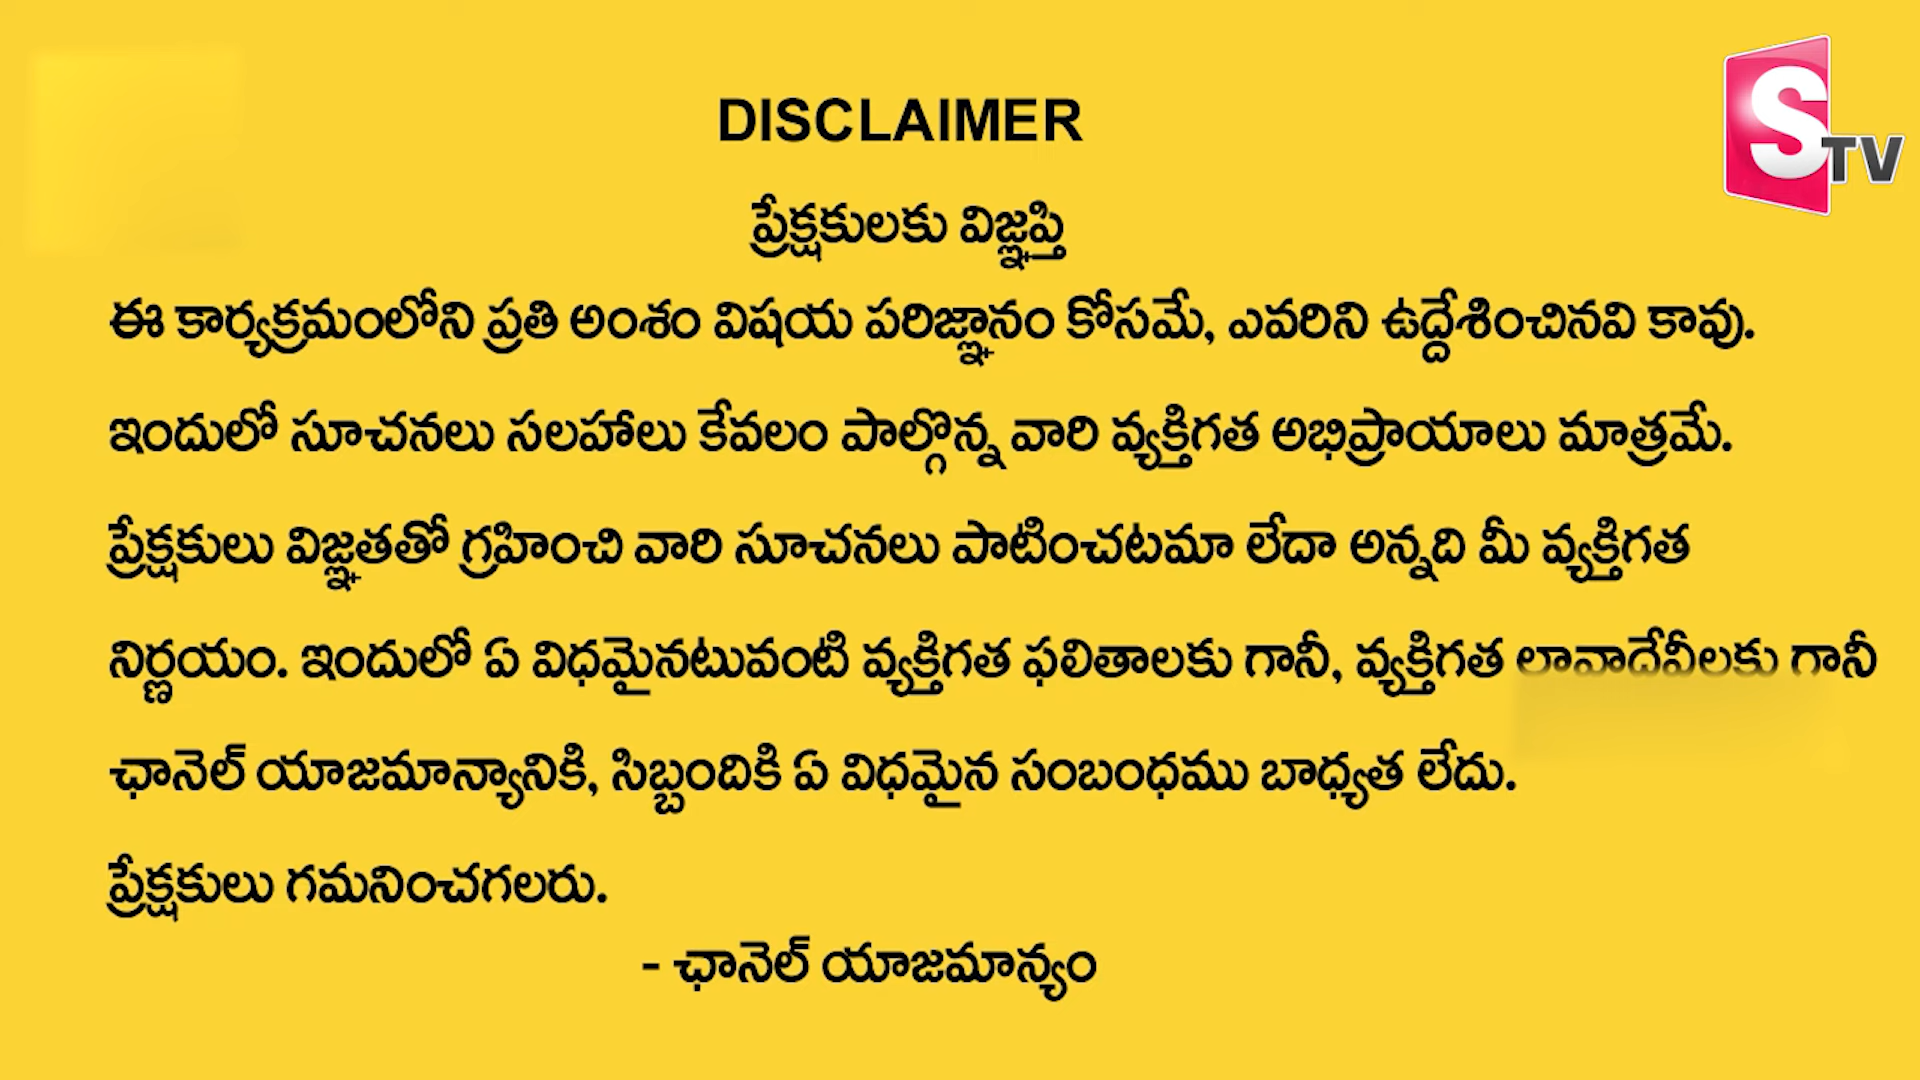 DISCLAIMER
STV
ప్రేక్షకులకు విజ్ఞప్తి
ఈ కార్యక్రమంలోని ప్రతి అంశం విషయ పరిజ్ఞానం కోసమే, ఎవరిని ఉద్దేశించినవి కావు.
ఇందులో సూచనలు సలహాలు కేవలం పాల్గొన్న వారి వ్యక్తిగత అభిప్రాయాలు మాత్రమే.
ప్రేక్షకులు విజ్ఞతతో గ్రహించి వారి సూచనలు పాటించటమా లేదా అన్నది మీ వ్యక్తిగత
నిర్ణయం. ఇందులో ఏ విధమైనటువంటి వ్యక్తిగత ఫలితాలకు గానీ, వ్యక్తిగత లావాదేవీలకు గానీ
ఛానెల్ యాజమాన్యానికి, సిబ్బందికి ఏ విధమైన సంబంధము బాధ్యత లేదు.
ప్రేక్షకులు గమనించగలరు.
- ఛానెల్ యాజమాన్యం